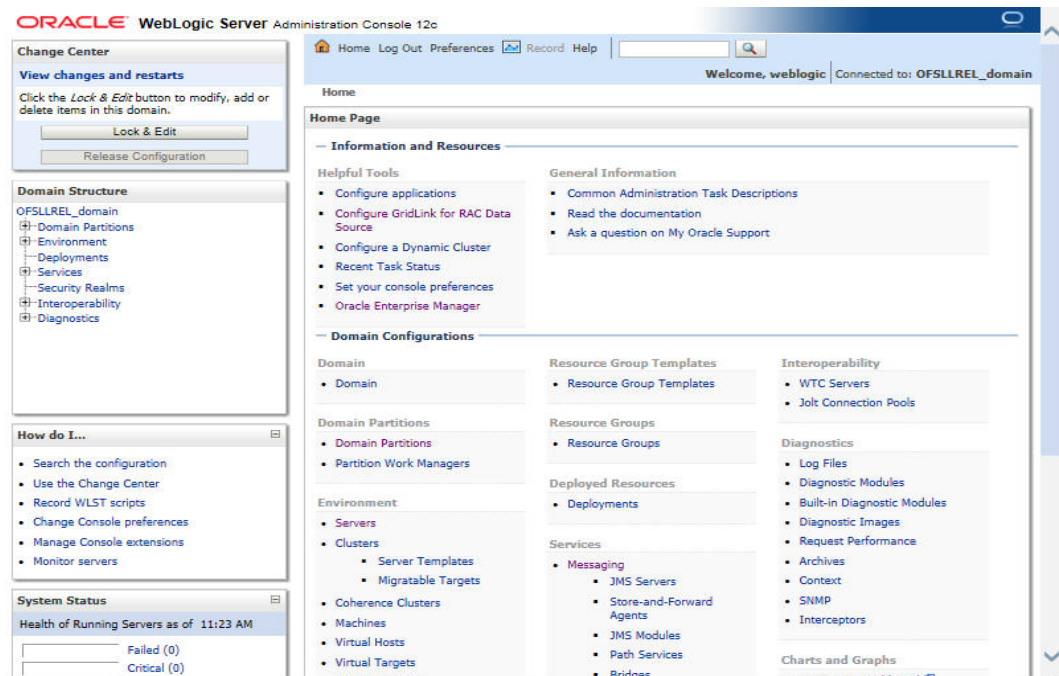 ORACLE WebLogic Server Administration Console 12c
Change Center
View changes and restarts
Click the Lock & Edit button to modify, add or
delete items in this domain.
Lock & Edit
Release Configuration
Domain Structure
OFSLLREL_domain
Domain Partitions
Environment
Deployments
Services
Security Realms
Interoperability
Diagnostics
How do I...
Search the configuration
Use the Change Center
Record WLST scripts
Change Console preferences
Manage Console extensions
Monitor servers
System Status
Health of Running Servers as of 11:23 AM
Failed (0)
Critical (0)
Home Log Out Preferences Record Help
Welcome, weblogic Connected to: OFSLLREL_domain
Home
Home Page
Information and Resources
Helpful Tools
Configure applications
Configure GridLink for RAC Data
Source
Configure a Dynamic Cluster
Recent Task Status
Set your console preferences
Oracle Enterprise Manager
General Information
Common Administration Task Descriptions
Read the documentation
Ask a question on My Oracle Support
Domain Configurations
Domain
Domain
Domain Partitions
Domain Partitions
Partition Work Managers
Environment
Servers
Clusters
Server Templates
Migratable Targets
Coherence Clusters
Machines
Virtual Hosts
Virtual Targets
Resource Group Templates
Resource Group Templates
Resource Groups
Resource Groups
Deployed Resources
Deployments
Services
Messaging
JMS Servers
Store-and-Forward
Agents
JMS Modules
Path Services
Bridges
Interoperability
WTC Servers
Jolt Connection Pools
Diagnostics
Log Files
Diagnostic Modules
Built-in Diagnostic Modules
Diagnostic Images
Request Performance
Archives
Context
SNMP
Interceptors
Charts and Graphs